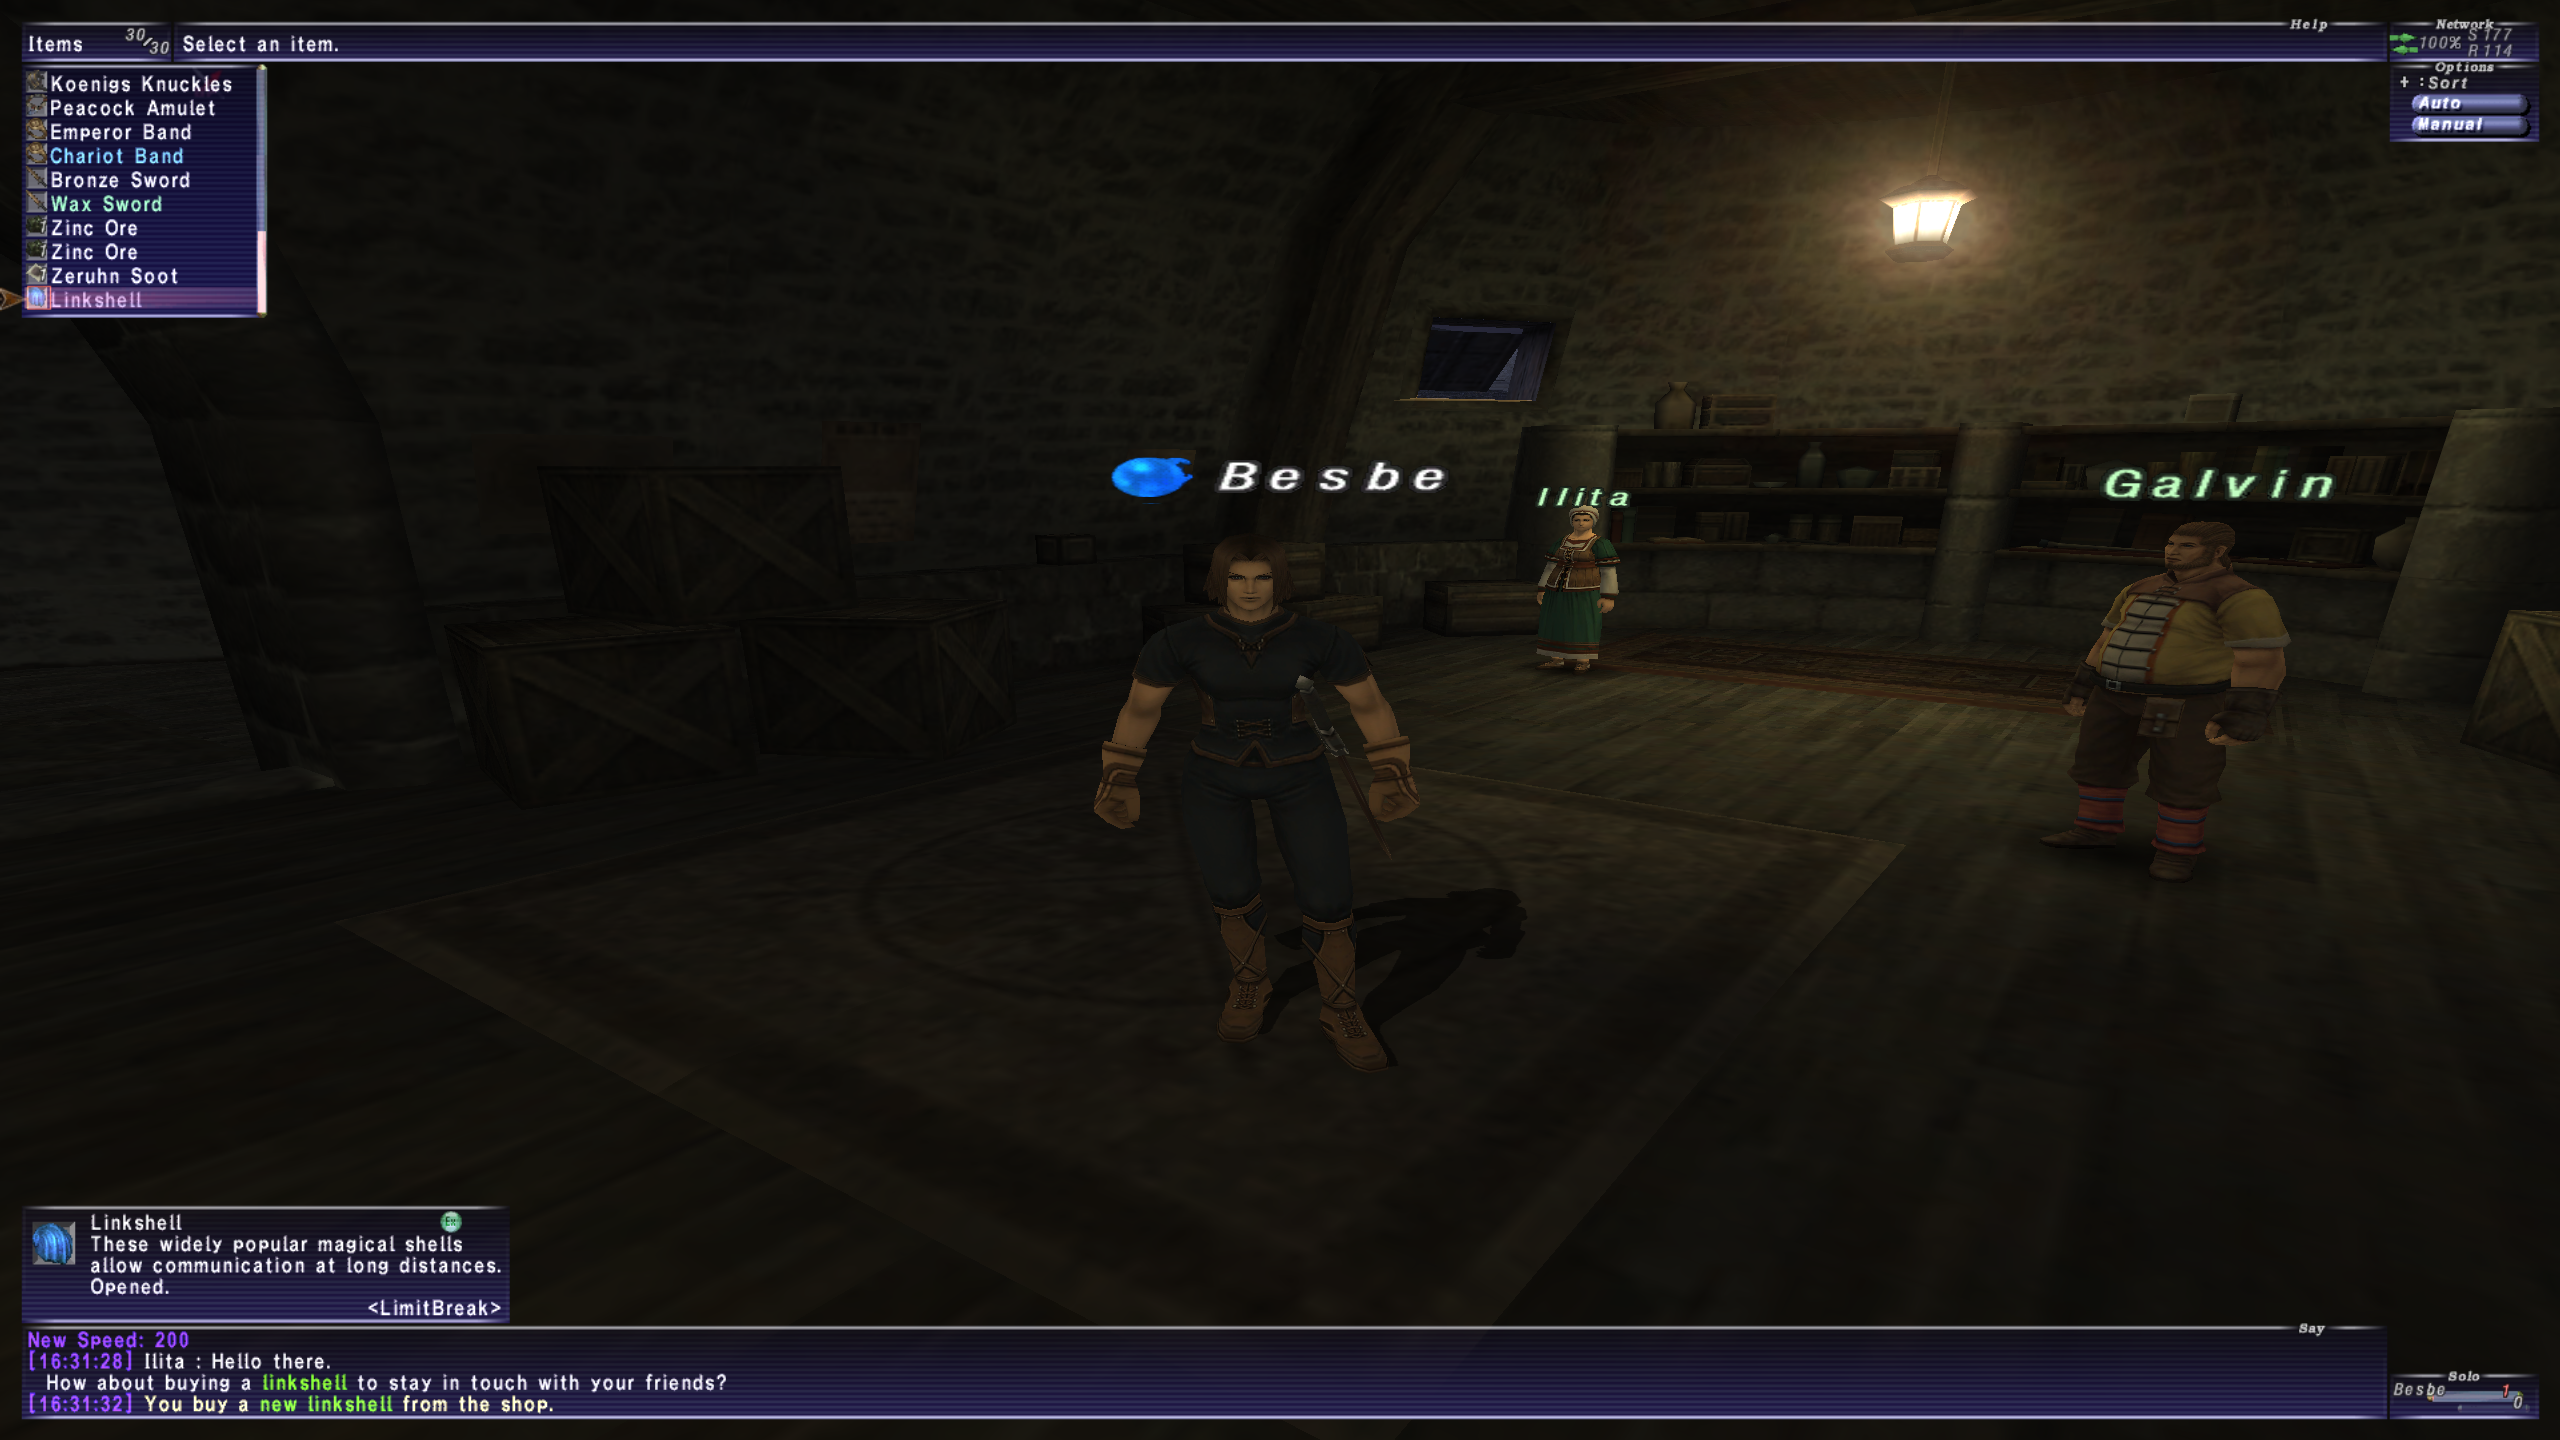 Items 30/30 Select an item.
Help
Network
100% S 177
R 114
Options
+ :Sort
Auto
Manual
Koenigs Knuckles
Peacock Amulet
Emperor Band
Chariot Band
Bronze Sword
Wax Sword
Zinc Ore
Zinc Ore
Zeruhn Soot
Linkshell
Besbe
Ilita
Galvin
Linkshell Ex
These widely popular magical shells
allow communication at long distances.
Opened.
<LimitBreak>
Say
New Speed: 200
[16:31:28] Ilita : Hello there.
How about buying a linkshell to stay in touch with your friends?
[16:31:32] You buy a new linkshell from the shop.
Solo
Besbe 1
0